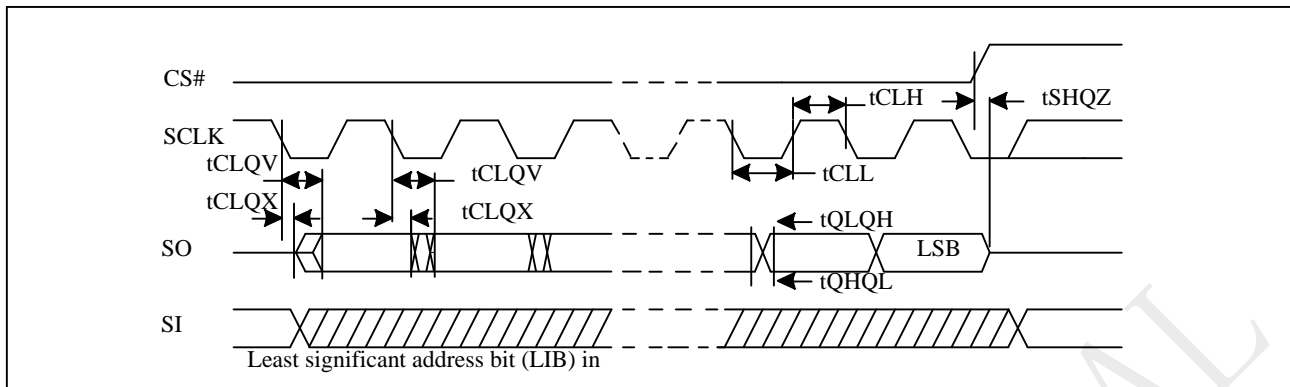 CS#
tCLH
tSHQZ
SCLK
tCLQV
tCLQV
tCLL
tCLQX
tCLQX
tQLQH
SO
LSB
tQHQL
SI
Least significant address bit (LIB) in